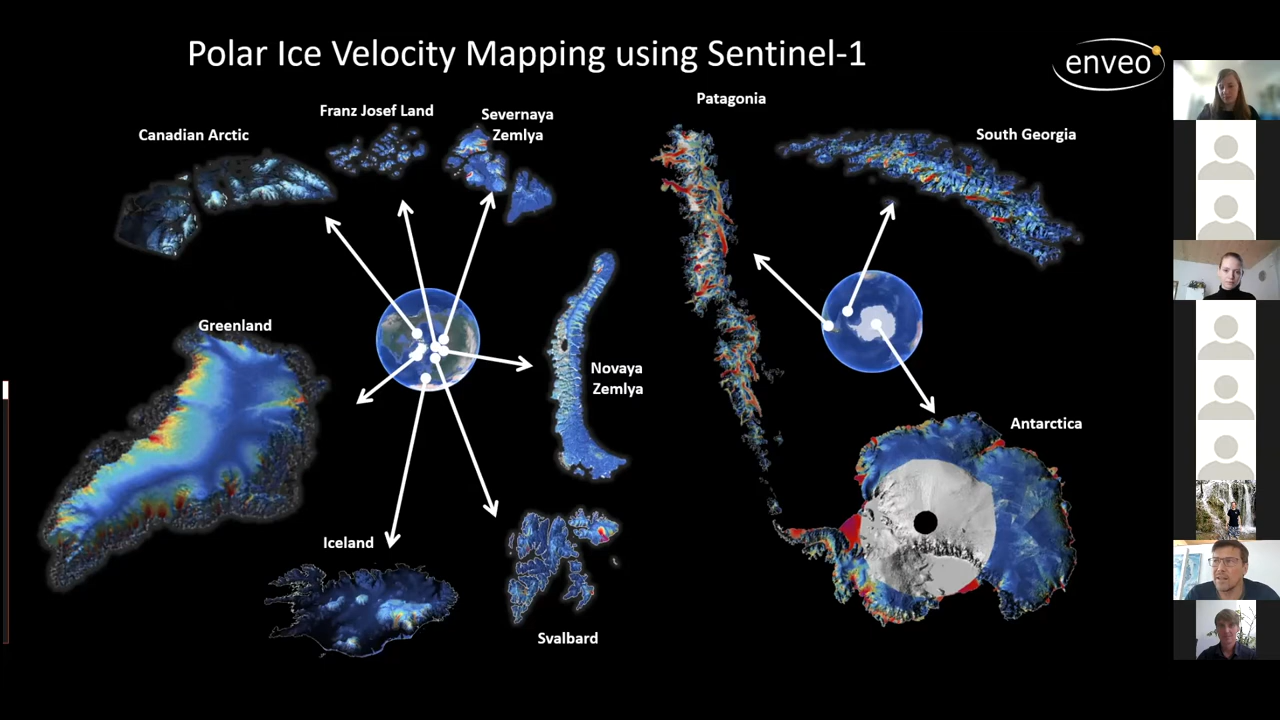 Polar Ice Velocity Mapping using Sentinel-1
enveo
Patagonia
Franz Josef Land
Severnaya
Zemlya
Canadian Arctic
South Georgia
Greenland
Novaya
Zemlya
Antarctica
Iceland
Svalbard